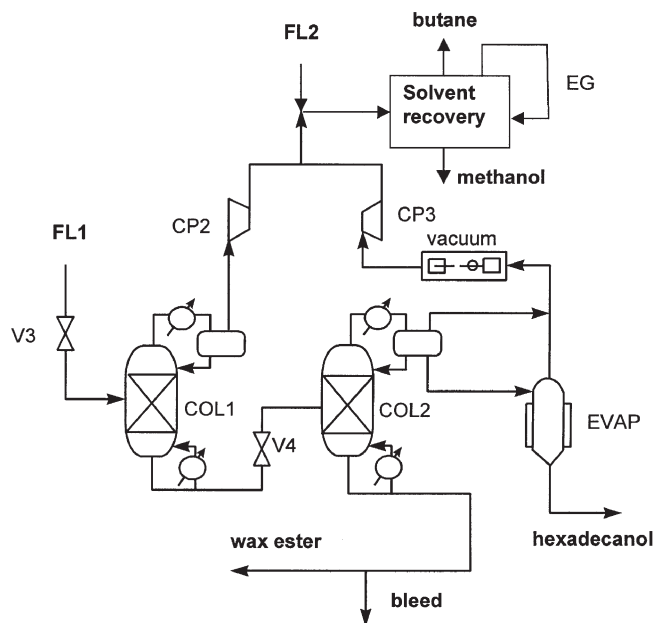 butane
FL2
EG
Solvent
recovery
methanol
CP2
CP3
FL1
vacuum
V3
COL1
COL2
V4
EVAP
wax ester
hexadecanol
bleed